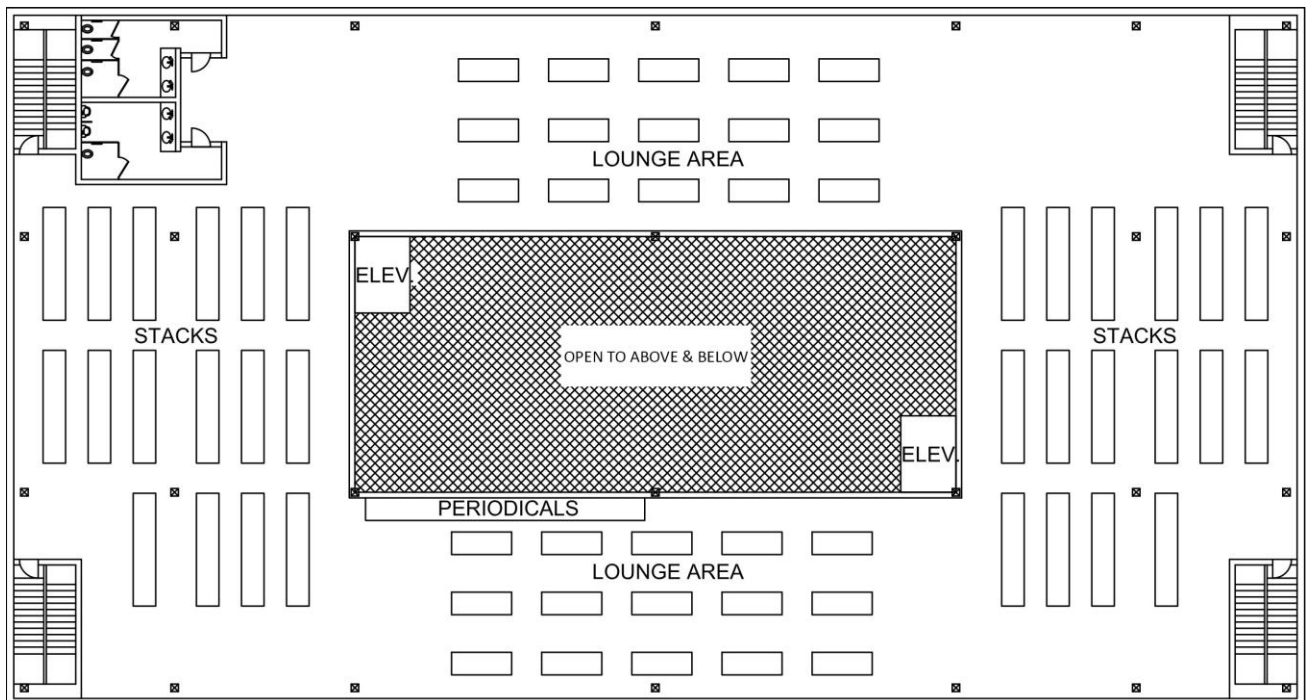 LOUNGE AREA
ELEV.
STACKS
STACKS
OPEN TO ABOVE & BELOW
ELEV.
PERIODICALS
LOUNGE AREA